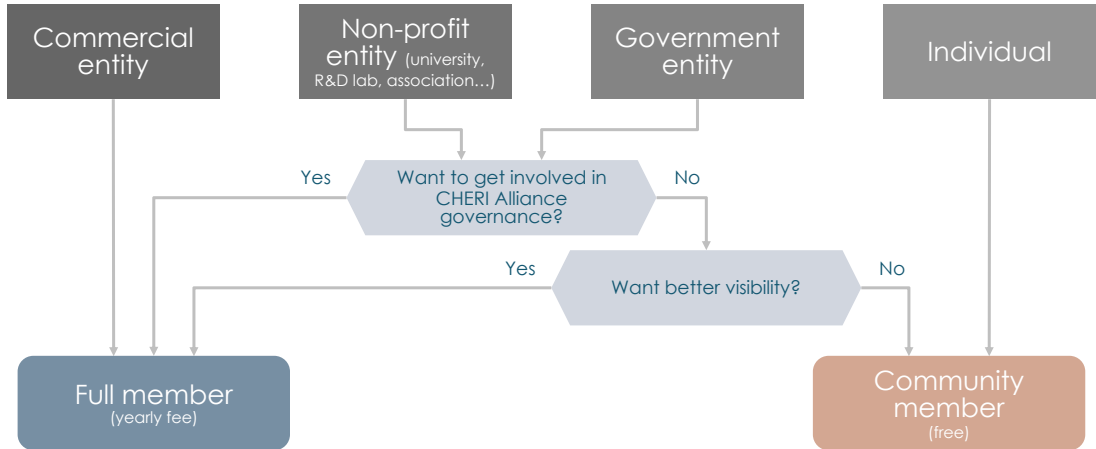 Commercial
entity
Non-profit
entity (university,
R&D lab, association...)
Government
entity
Individual
Yes
Want to get involved in
CHERI Alliance
governance?
No
Yes
Want better visibility?
No
Full member
(yearly fee)
Community
member
(free)